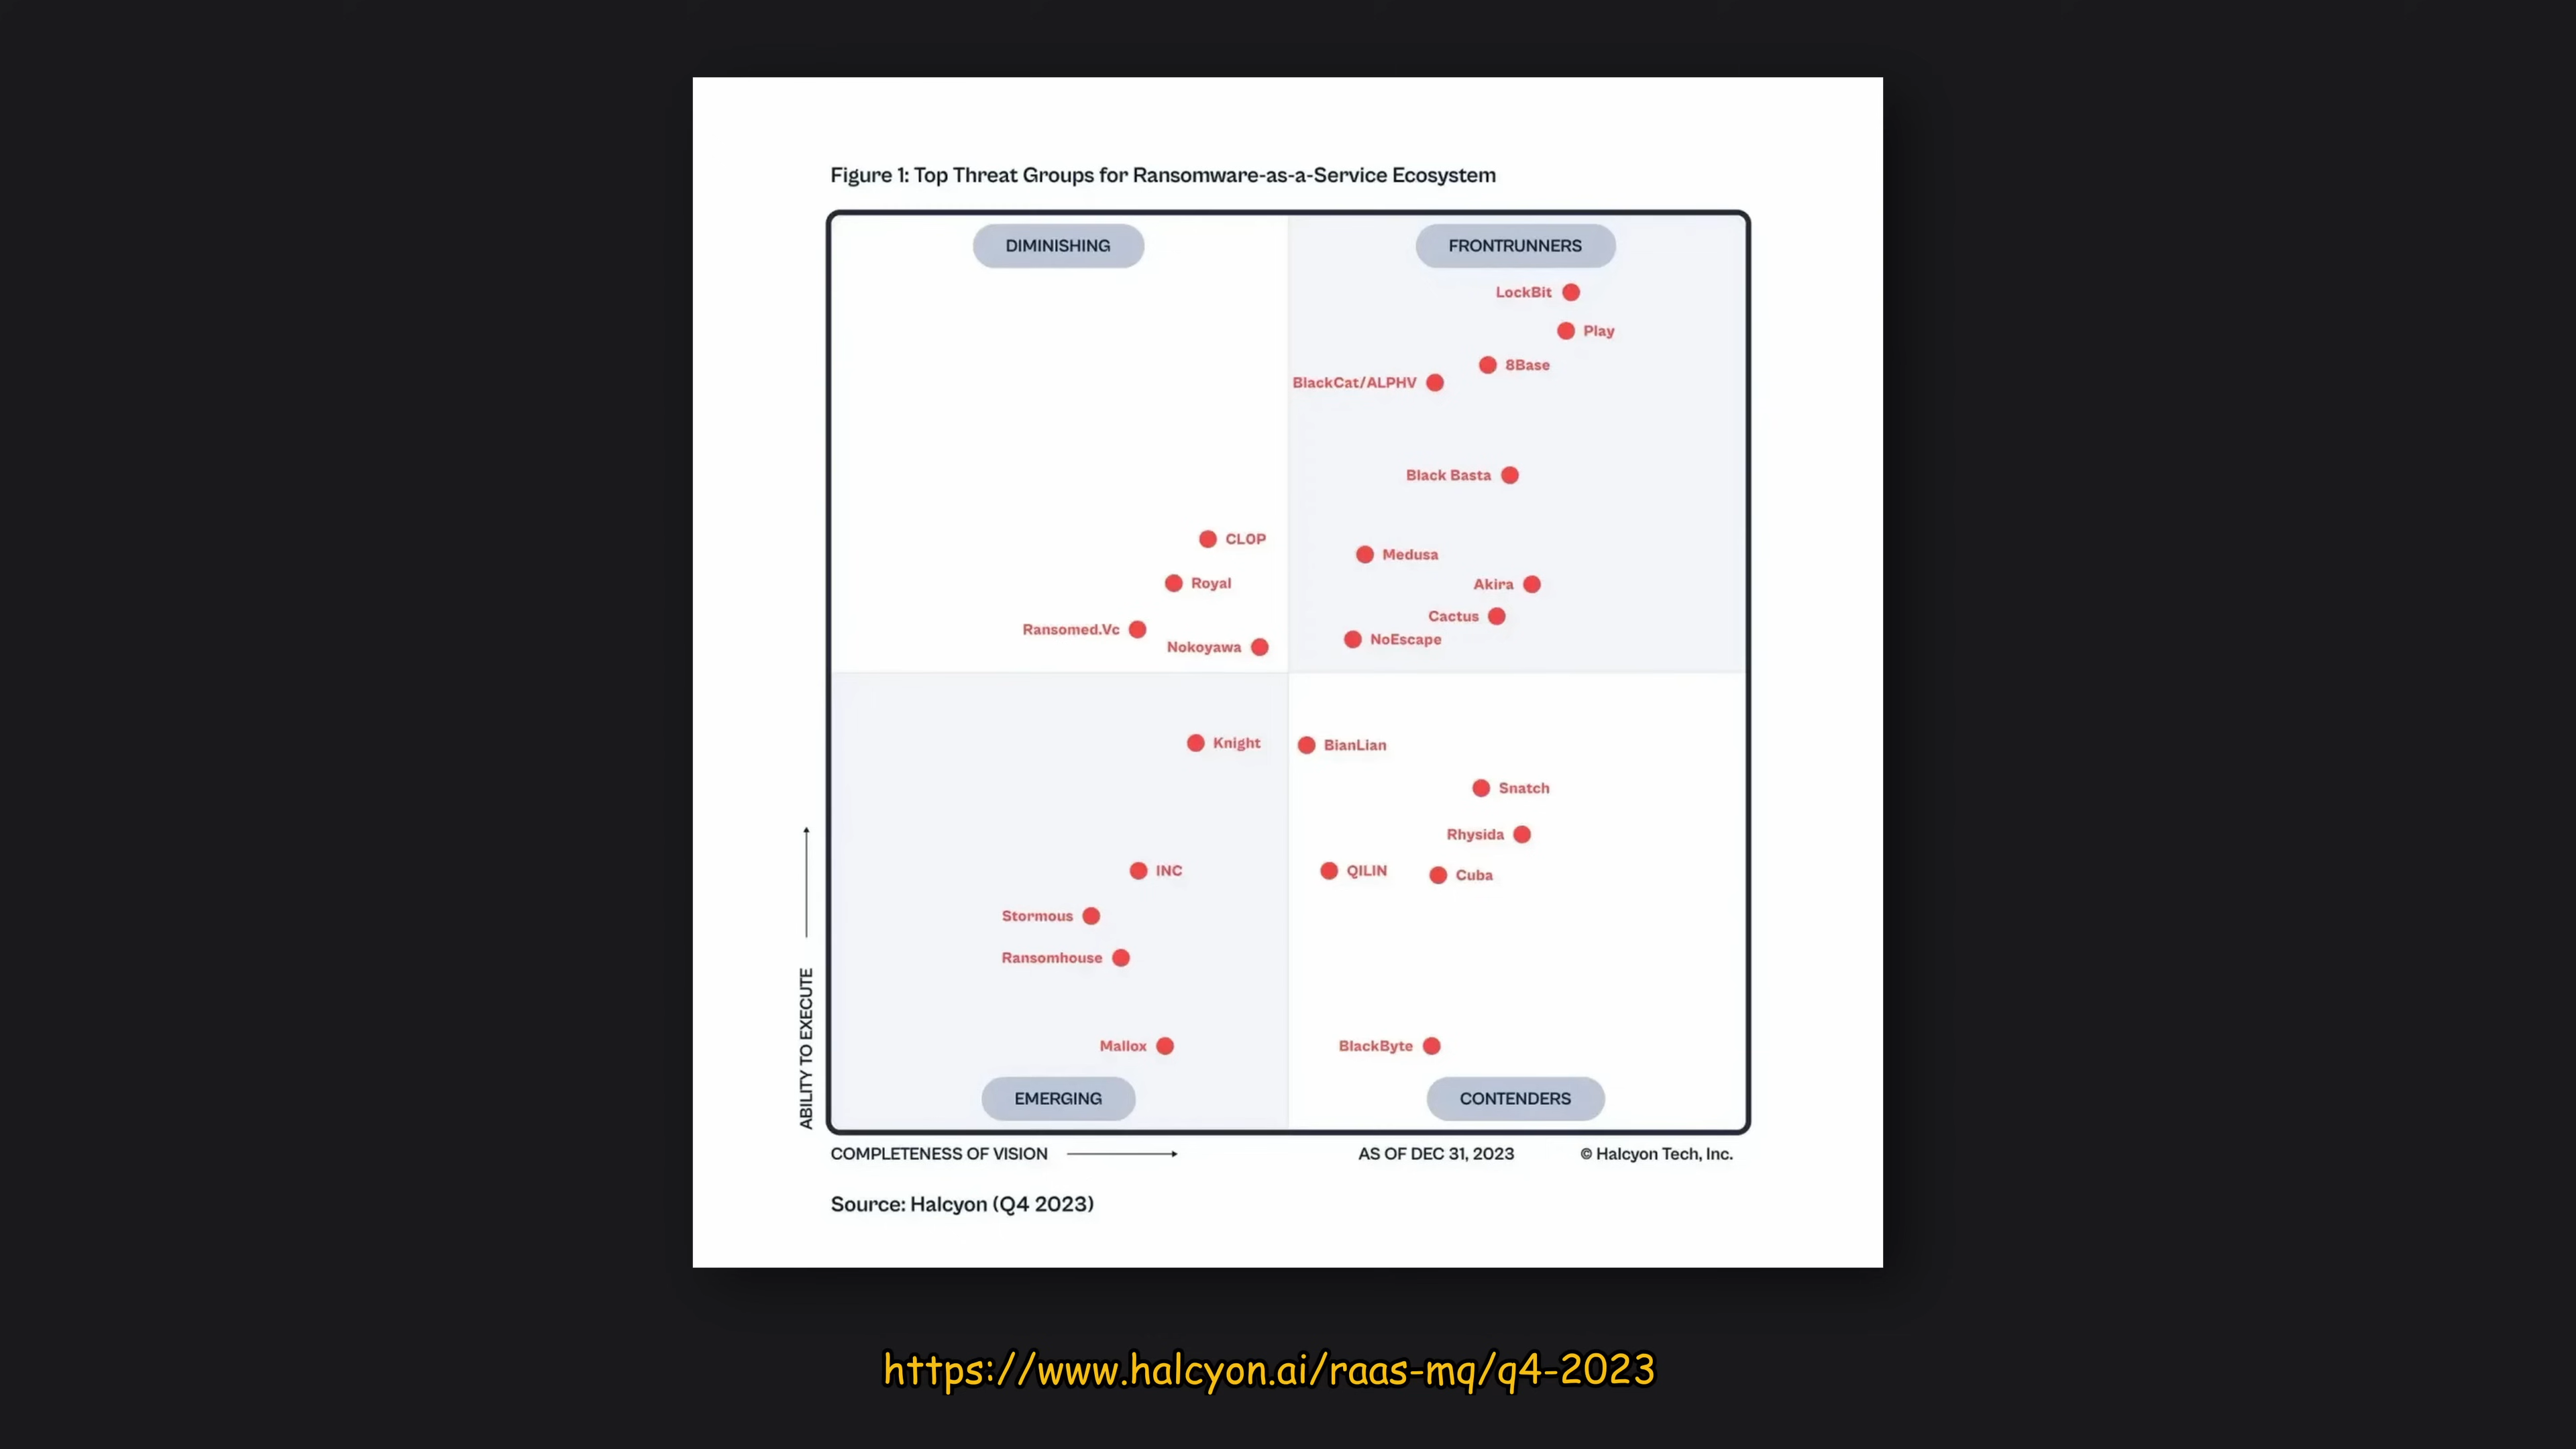 Figure 1: Top Threat Groups for Ransomware-as-a-Service Ecosystem
DIMINISHING
FRONTRUNNERS
LockBit
Play
8Base
BlackCat/ALPHV
Black Basta
CLOP
Medusa
Royal
Akira
Cactus
Ransomed.Vc
NoEscape
Nokoyawa
Knight
BianLian
Snatch
Rhysida
INC
QILIN
Cuba
Stormous
Ransomhouse
Mallox
BlackByte
EMERGING
CONTENDERS
ABILITY TO EXECUTE
COMPLETENESS OF VISION
AS OF DEC 31, 2023
© Halcyon Tech, Inc.
Source: Halcyon (Q4 2023)
https://www.halcyon.ai/raas-mq/q4-2023